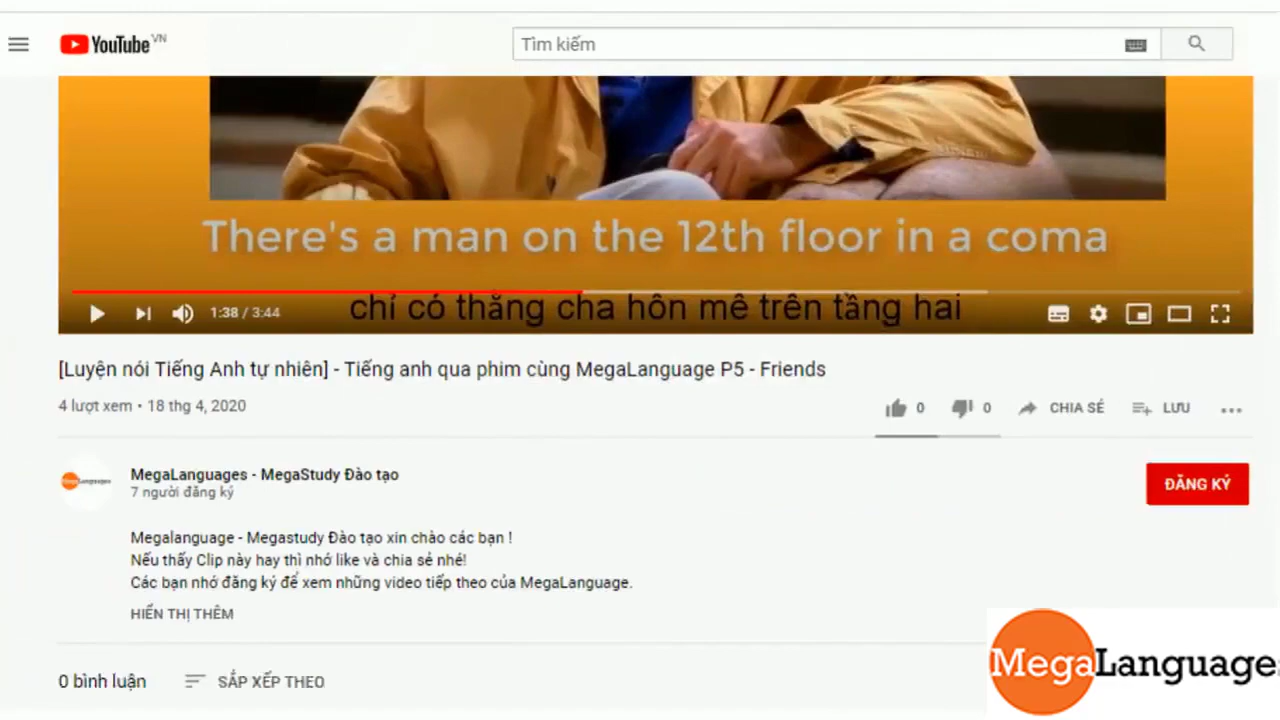 YouTube VN
Tìm kiếm
There's a man on the 12th floor in a coma
chỉ có thằng cha hôn mê trên tầng hai
1:38 / 3:44
[Luyện nói Tiếng Anh tự nhiên] - Tiếng anh qua phim cùng MegaLanguage P5 - Friends
4 lượt xem • 18 thg 4, 2020
0 0 CHIA SẺ LƯU
MegaLanguages
MegaLanguages - MegaStudy Đào tạo
7 người đăng ký
ĐĂNG KÝ
Megalanguage - Megastudy Đào tạo xin chào các bạn !
Nếu thấy Clip này hay thì nhớ like và chia sẻ nhé!
Các bạn nhớ đăng ký để xem những video tiếp theo của MegaLanguage.
HIỂN THỊ THÊM
0 bình luận
SẮP XẾP THEO
MegaLanguages